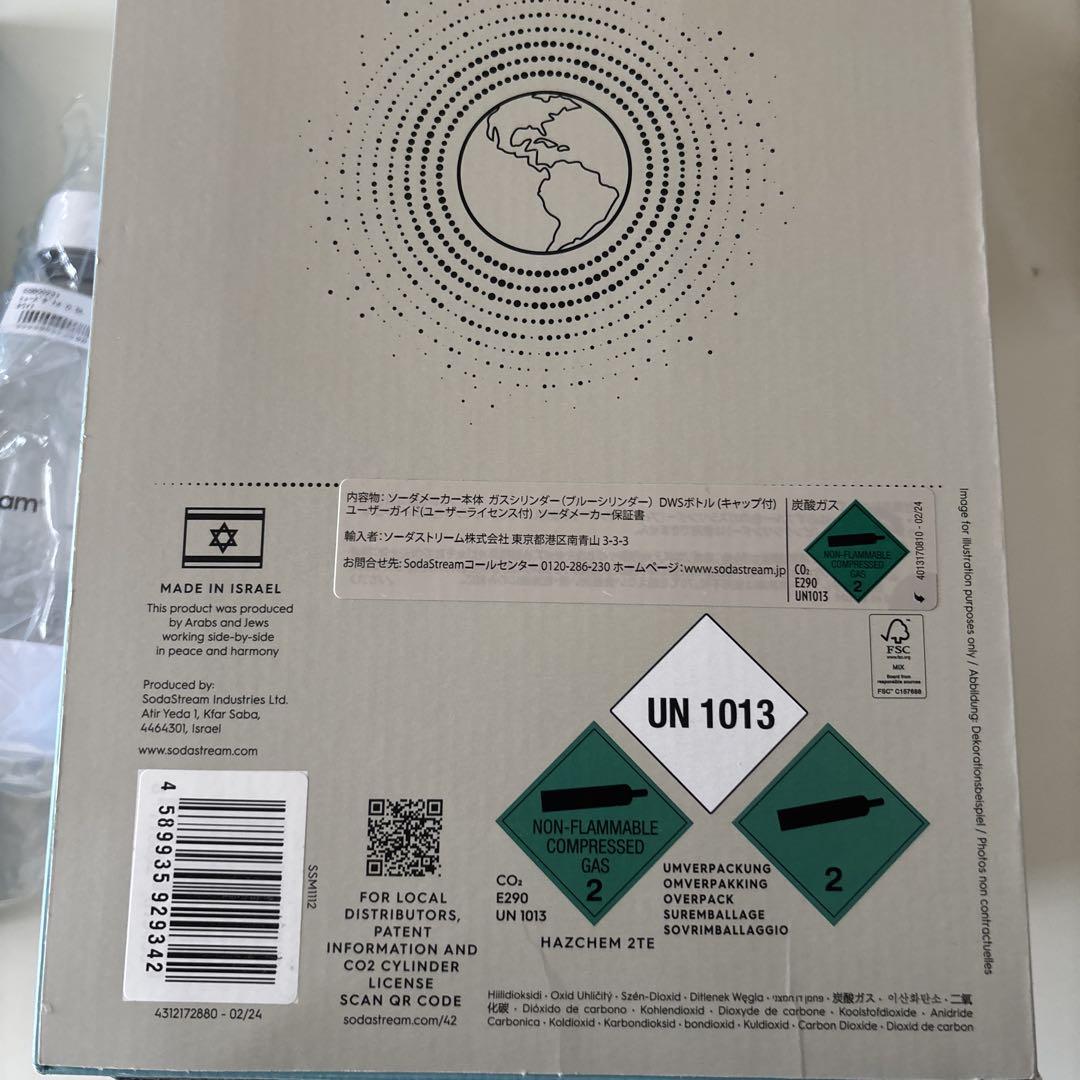 am
内容物：ソーダメーカー本体 ガスシリンダー（ブルーシリンダー） DWSボトル（キャップ付）
ユーザーガイド(ユーザーライセンス付) ソーダメーカー保証書
輸入者：ソーダストリーム株式会社 東京都港区南青山 3-3-3
お問合せ先: SodaStreamコールセンター 0120-286-230 ホームページ：www.sodastream.jp
炭酸ガス
NON-FLAMMABLE
COMPRESSED
GAS
2
CO₂
E290
UN1013
4013170810 - 02/24
MADE IN ISRAEL
This product was produced
by Arabs and Jews
working side-by-side
in peace and harmony
Produced by:
SodaStream Industries Ltd.
Atir Yeda 1, Kfar Saba,
4464301, Israel
www.sodastream.com
FSC
www.fsc.org
MIX
Board from
responsible sources
FSC™ C157688
Image for illustration purposes only / Abbildung: Dekorationsbeispiel / Photos non contractuelles
UN 1013
NON-FLAMMABLE
COMPRESSED
GAS
2
2
CO₂
E290
UN 1013
HAZCHEM 2TE
UMVERPACKUNG
OMVERPAKKING
OVERPACK
SUREMBALLAGE
SOVRIMBALLAGGIO
4 589935 929342
SSM1112
4312172880 - 02/24
FOR LOCAL
DISTRIBUTORS,
PATENT
INFORMATION AND
CO2 CYLINDER
LICENSE
SCAN QR CODE
sodastream.com/42
Hiilidioksidi · Oxid Uhličitý · Szén-Dioxid · Ditlenek Węgla · פחמן דו חמצני · 炭酸ガス · 이산화탄소 · 二氧
化碳 · Dióxido de carbono · Kohlendioxid · Dioxyde de carbone · Koolstofdioxide · Anidride
Carbonica · Koldioxid · Karbondioksid · bondioxid · Kuldioxid · Carbon Dioxide · Dioxid de carbon